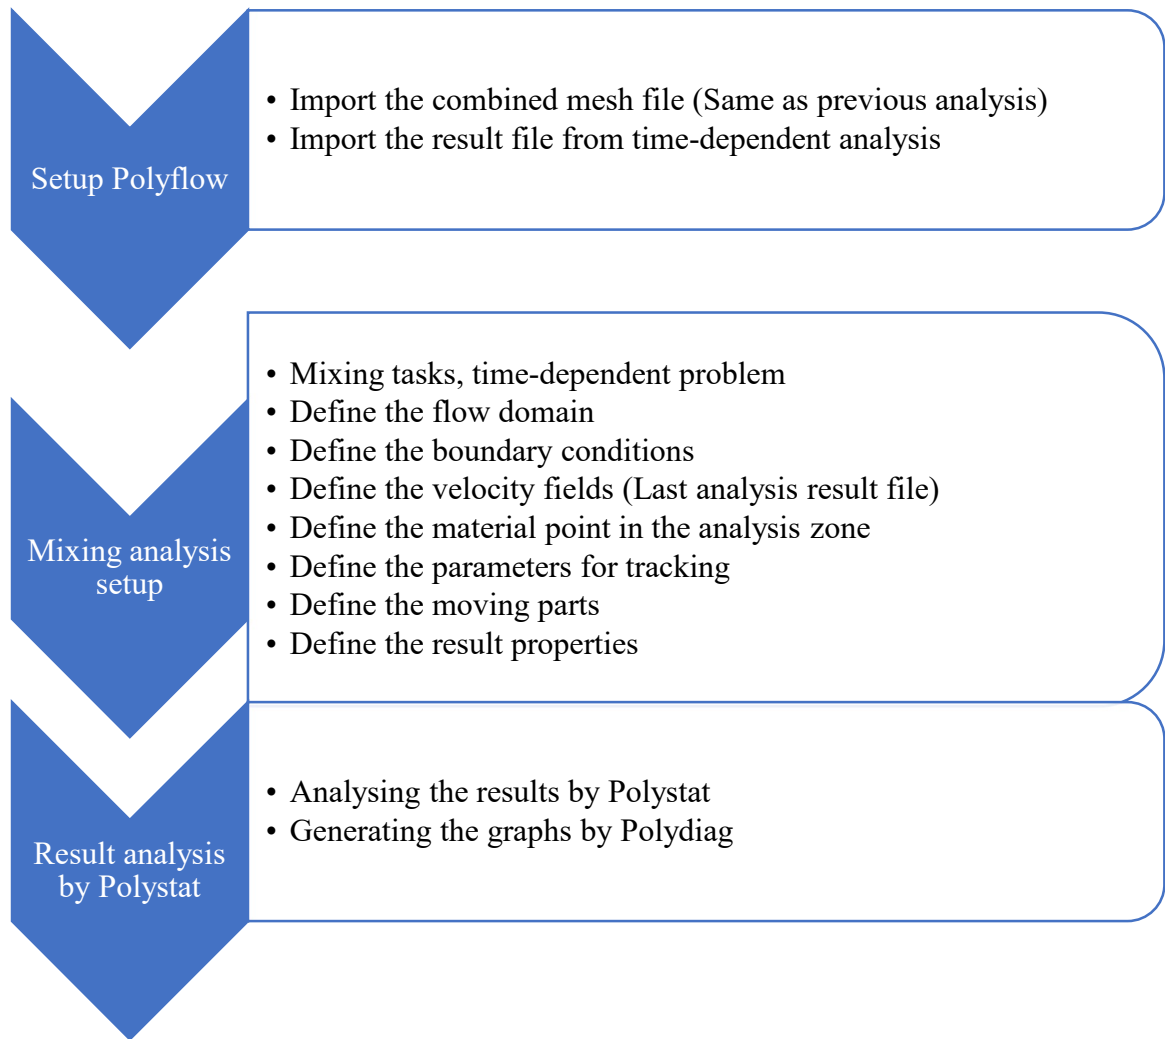 Setup Polyflow
• Import the combined mesh file (Same as previous analysis)
• Import the result file from time-dependent analysis
Mixing analysis
setup
• Mixing tasks, time-dependent problem
• Define the flow domain
• Define the boundary conditions
• Define the velocity fields (Last analysis result file)
• Define the material point in the analysis zone
• Define the parameters for tracking
• Define the moving parts
• Define the result properties
Result analysis
by Polystat
• Analysing the results by Polystat
• Generating the graphs by Polydiag